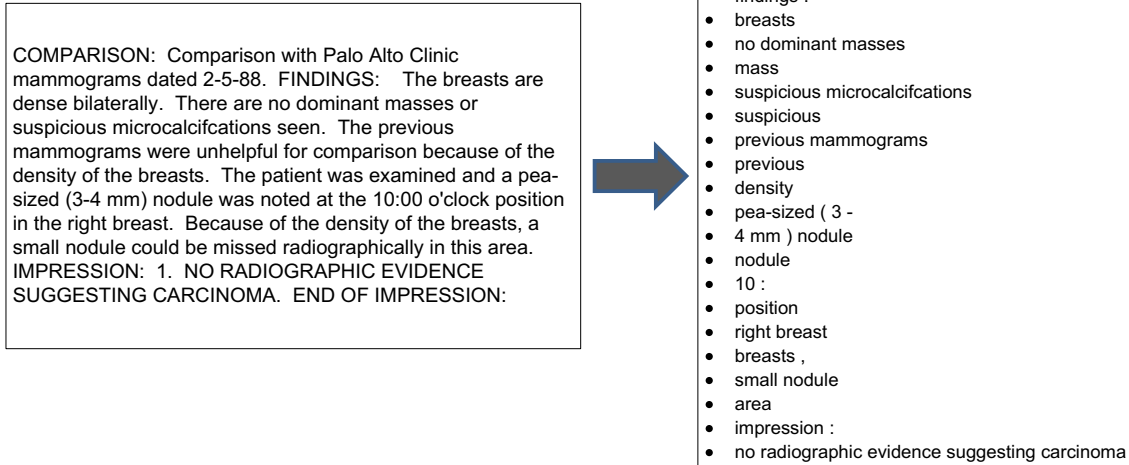 COMPARISON: Comparison with Palo Alto Clinic
mammograms dated 2-5-88. FINDINGS: The breasts are
dense bilaterally. There are no dominant masses or
suspicious microcalcifcations seen. The previous
mammograms were unhelpful for comparison because of the
density of the breasts. The patient was examined and a pea-
sized (3-4 mm) nodule was noted at the 10:00 o'clock position
in the right breast. Because of the density of the breasts, a
small nodule could be missed radiographically in this area.
IMPRESSION: 1. NO RADIOGRAPHIC EVIDENCE
SUGGESTING CARCINOMA. END OF IMPRESSION:
findings :
• breasts
• no dominant masses
• mass
• suspicious microcalcifcations
• suspicious
• previous mammograms
• previous
• density
• pea-sized ( 3 -
• 4 mm ) nodule
• nodule
• 10 :
• position
• right breast
• breasts ,
• small nodule
• area
• impression :
• no radiographic evidence suggesting carcinoma